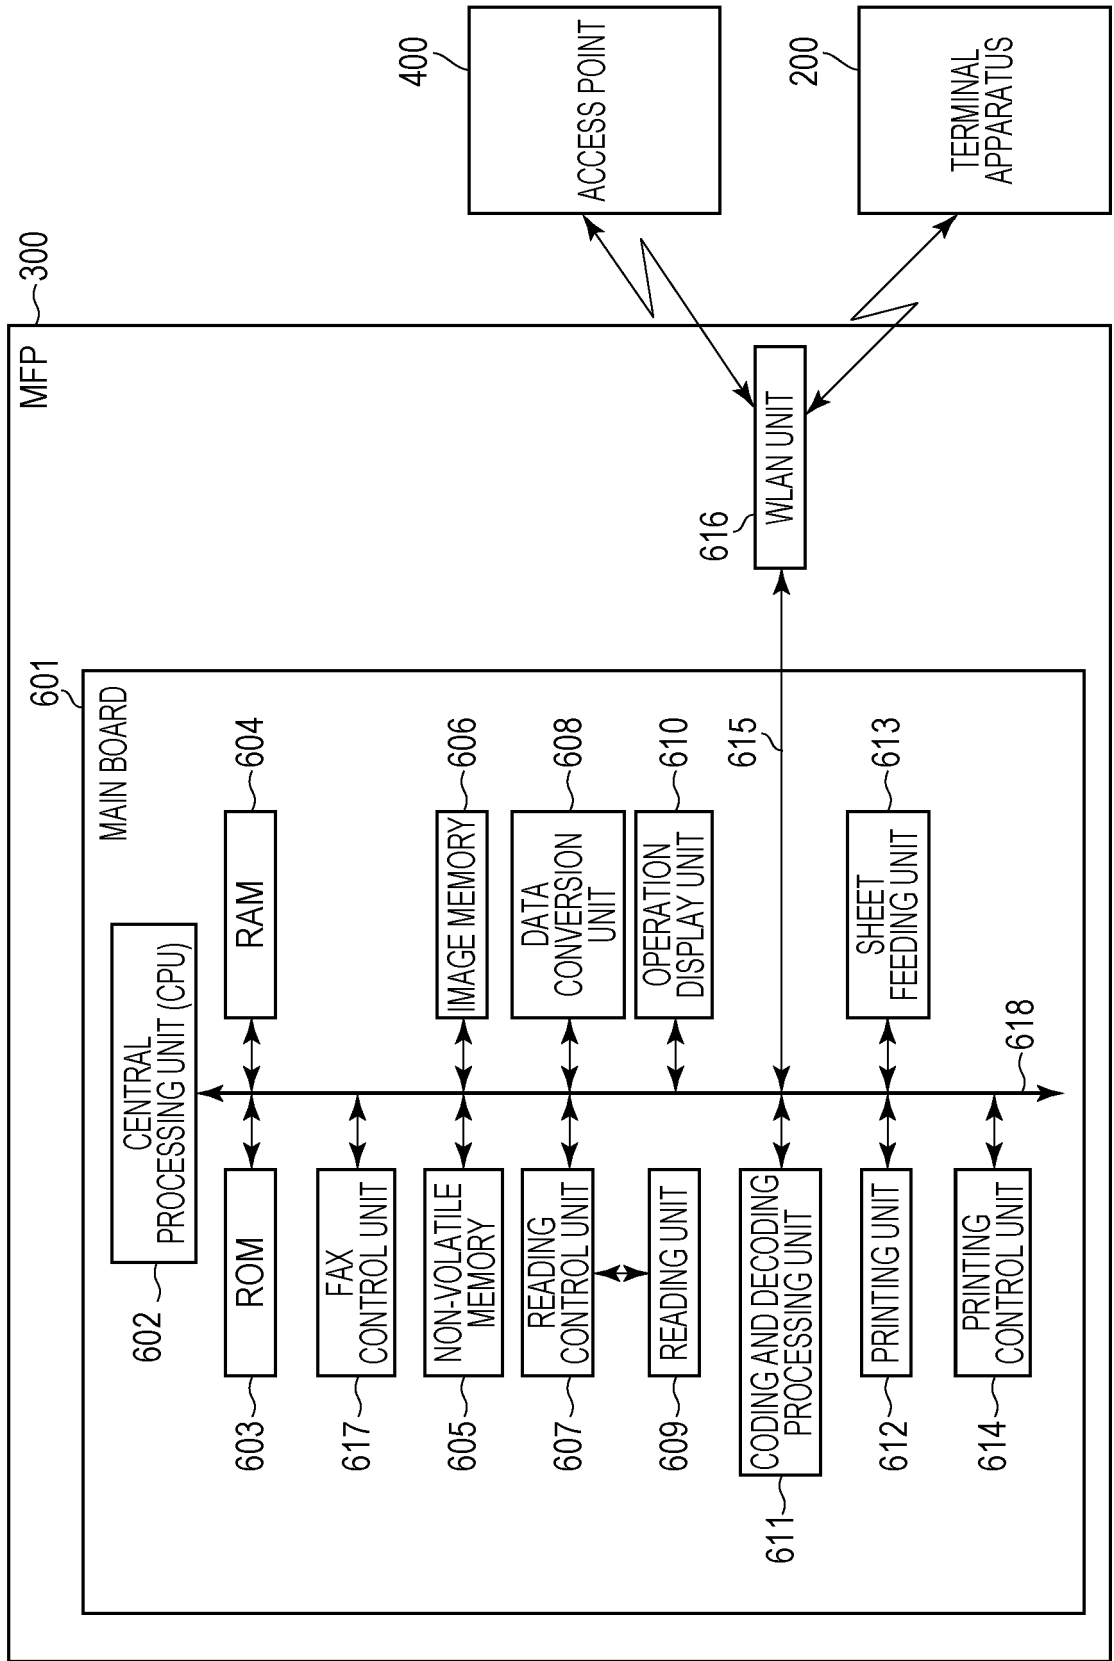 MFP
300
MAIN BOARD
601
602
CENTRAL
PROCESSING UNIT (CPU)
603
ROM
RAM
604
617
FAX
CONTROL UNIT
605
NON-VOLATILE
MEMORY
IMAGE MEMORY
606
607
READING
CONTROL UNIT
DATA
CONVERSION
UNIT
608
609
READING UNIT
OPERATION
DISPLAY UNIT
610
611
CODING AND DECODING
PROCESSING UNIT
615
616
WLAN UNIT
612
PRINTING UNIT
SHEET
FEEDING UNIT
613
614
PRINTING
CONTROL UNIT
618
400
ACCESS POINT
200
TERMINAL
APPARATUS